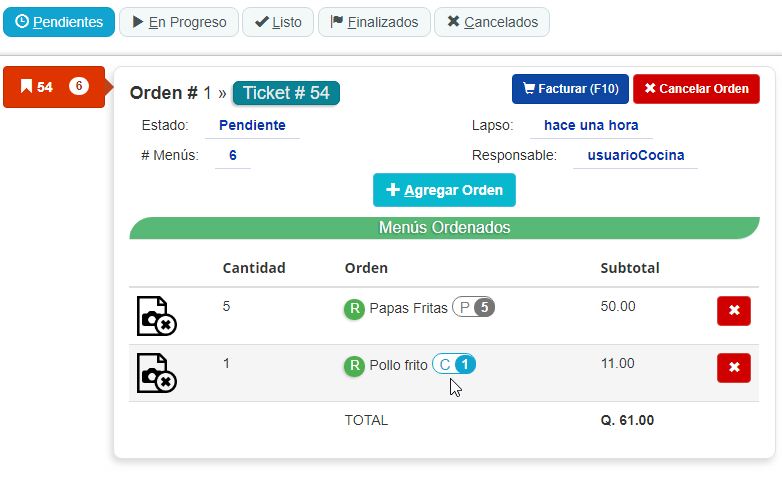 Pendientes En Progreso Listo Finalizados Cancelados
54 6
Orden # 1 » Ticket # 54 Facturar (F10) Cancelar Orden
Estado: Pendiente Lapso: hace una hora
# Menús: 6 Responsable: usuarioCocina
Agregar Orden
Menús Ordenados
Cantidad Orden Subtotal
5 R Papas Fritas P 5 50.00
1 R Pollo frito C 1 11.00
TOTAL Q. 61.00